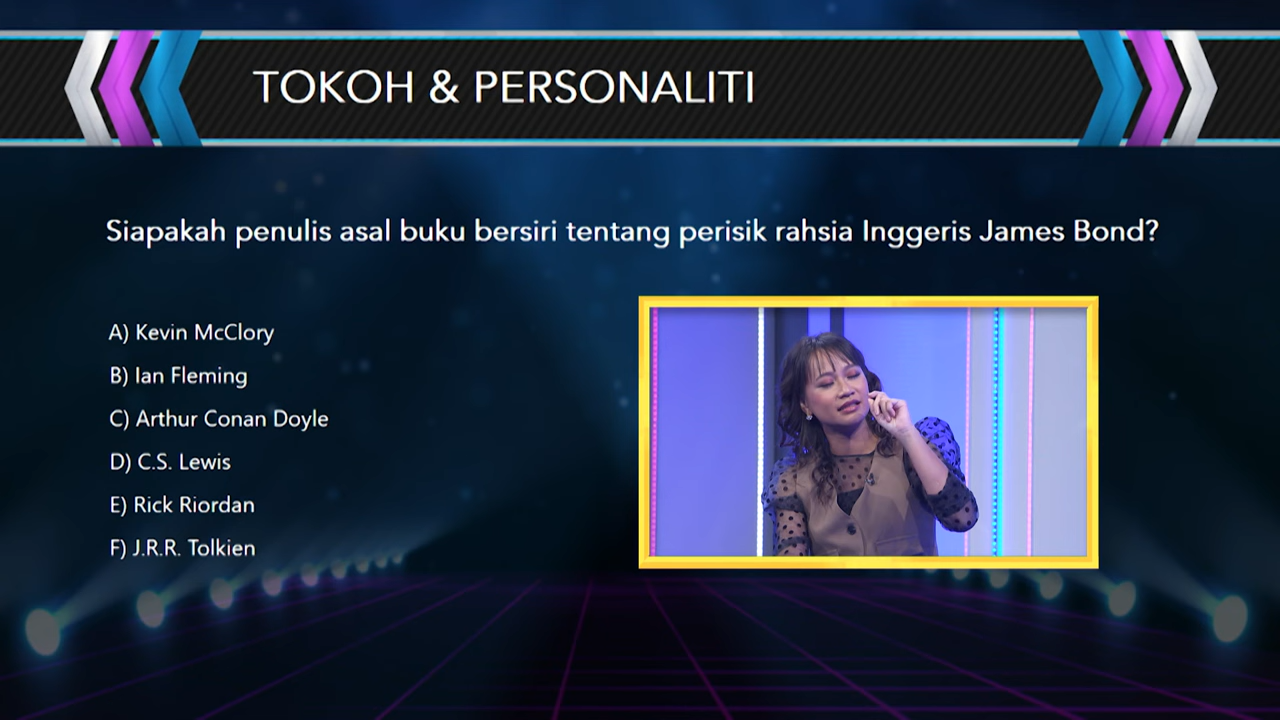 TOKOH & PERSONALITI
Siapakah penulis asal buku bersiri tentang perisik rahsia Inggeris James Bond?
A) Kevin McClory
B) Ian Fleming
C) Arthur Conan Doyle
D) C.S. Lewis
E) Rick Riordan
F) J.R.R. Tolkien